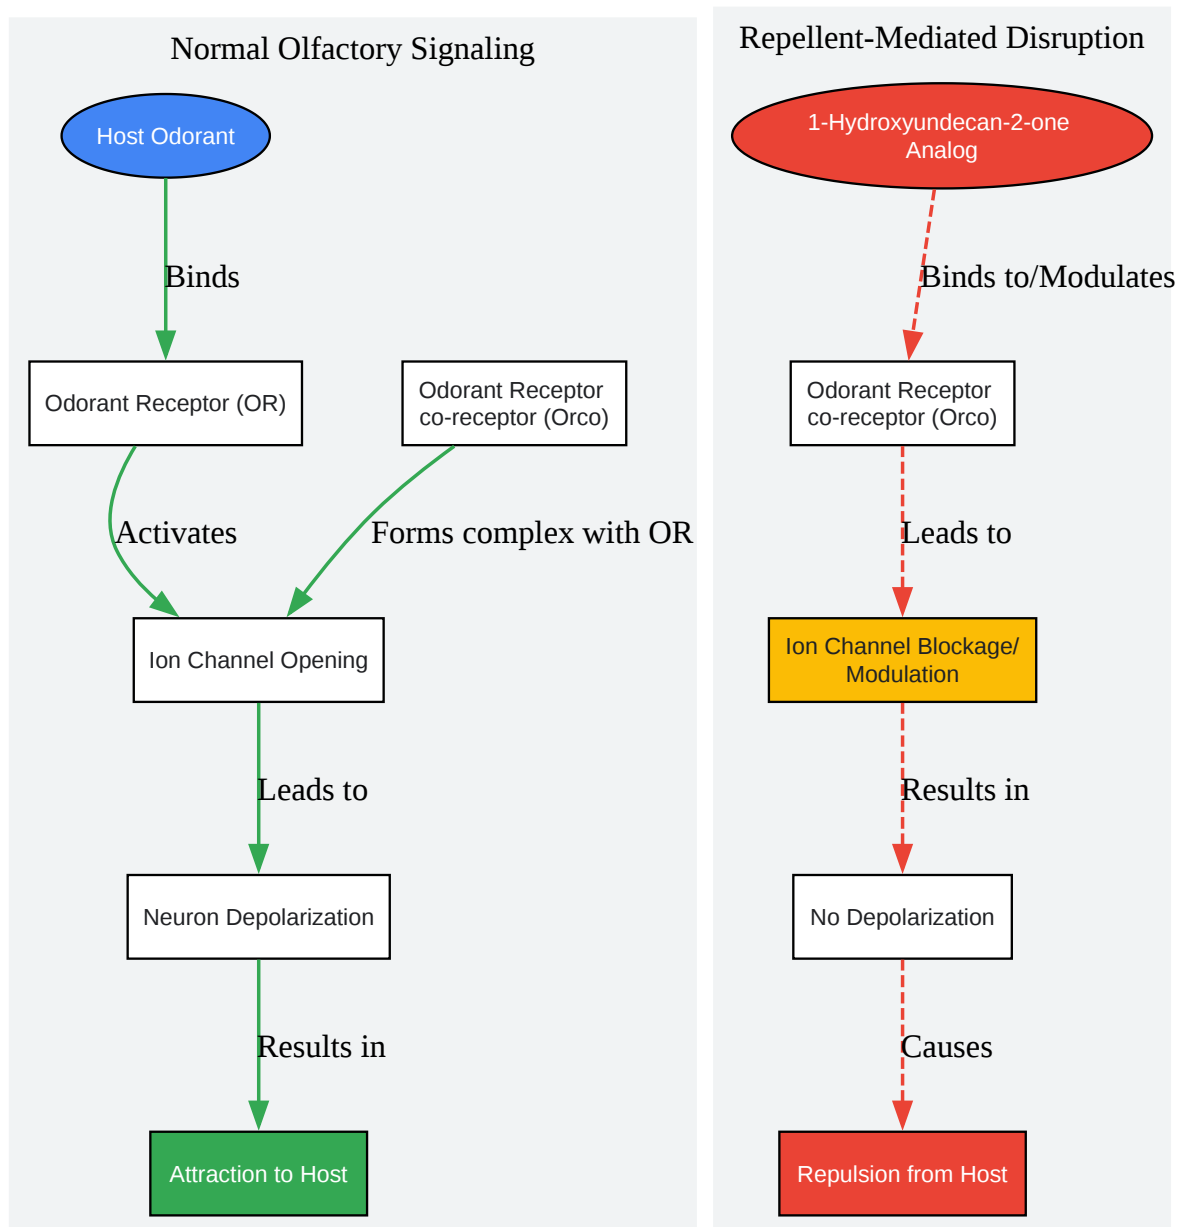 Normal Olfactory Signaling
Host Odorant
Binds
Odorant Receptor (OR)
Odorant Receptor
co-receptor (Orco)
Activates
Forms complex with OR
Ion Channel Opening
Leads to
Neuron Depolarization
Results in
Attraction to Host
Repellent-Mediated Disruption
1-Hydroxyundecan-2-one
Analog
Binds to/Modulates
Odorant Receptor
co-receptor (Orco)
Leads to
Ion Channel Blockage/
Modulation
Results in
No Depolarization
Causes
Repulsion from Host